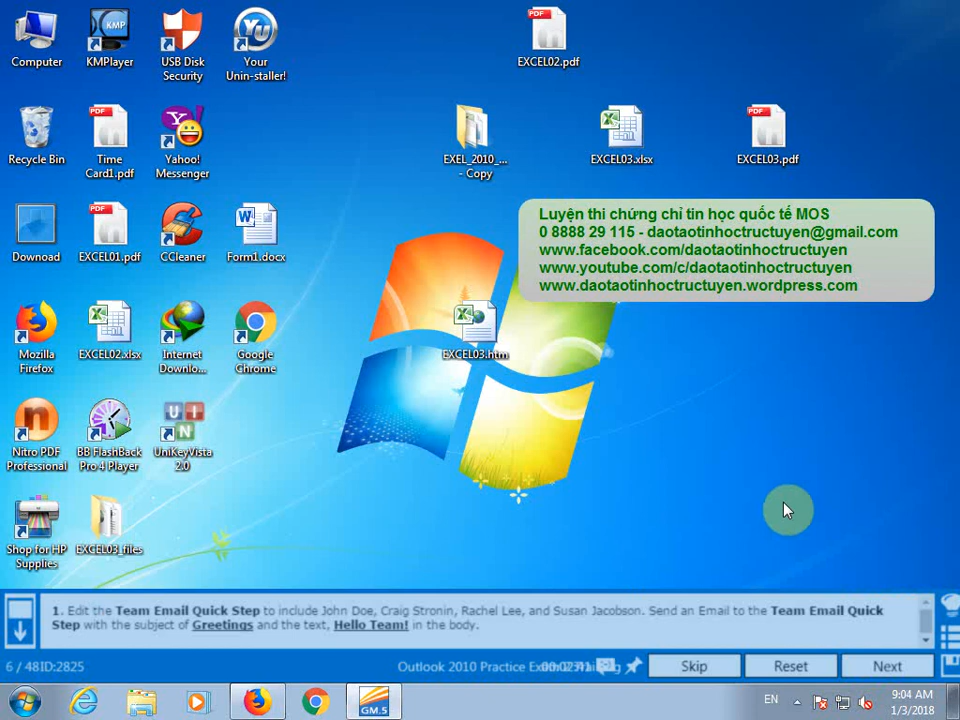 Computer
KMPlayer
USB Disk
Security
Your
Unin-staller!
EXCEL02.pdf
Recycle Bin
Time
Card1.pdf
Yahoo!
Messenger
EXEL_2010_...
- Copy
EXCEL03.xlsx
EXCEL03.pdf
Luyện thi chứng chỉ tin học quốc tế MOS
0 8888 29 115 - daotaotinhoctructuyen@gmail.com
www.facebook.com/daotaotinhoctructuyen
www.youtube.com/c/daotaotinhoctructuyen
www.daotaotinhoctructuyen.wordpress.com
Downoad
EXCEL01.pdf
CCleaner
Form1.docx
Mozilla
Firefox
EXCEL02.xlsx
Internet
Downlo...
Google
Chrome
EXCEL03.htm
Nitro PDF
Professional
BB FlashBack
Pro 4 Player
UniKeyVista
2.0
Shop for HP
Supplies
EXCEL03_files
1. Edit the Team Email Quick Step to include John Doe, Craig Stronin, Rachel Lee, and Susan Jacobson. Send an Email to the Team Email Quick
Step with the subject of Greetings and the text, Hello Team! in the body.
6 / 48ID:2825
Outlook 2010 Practice
Skip
Reset
Next
GM.5
EN
9:04 AM
1/3/2018